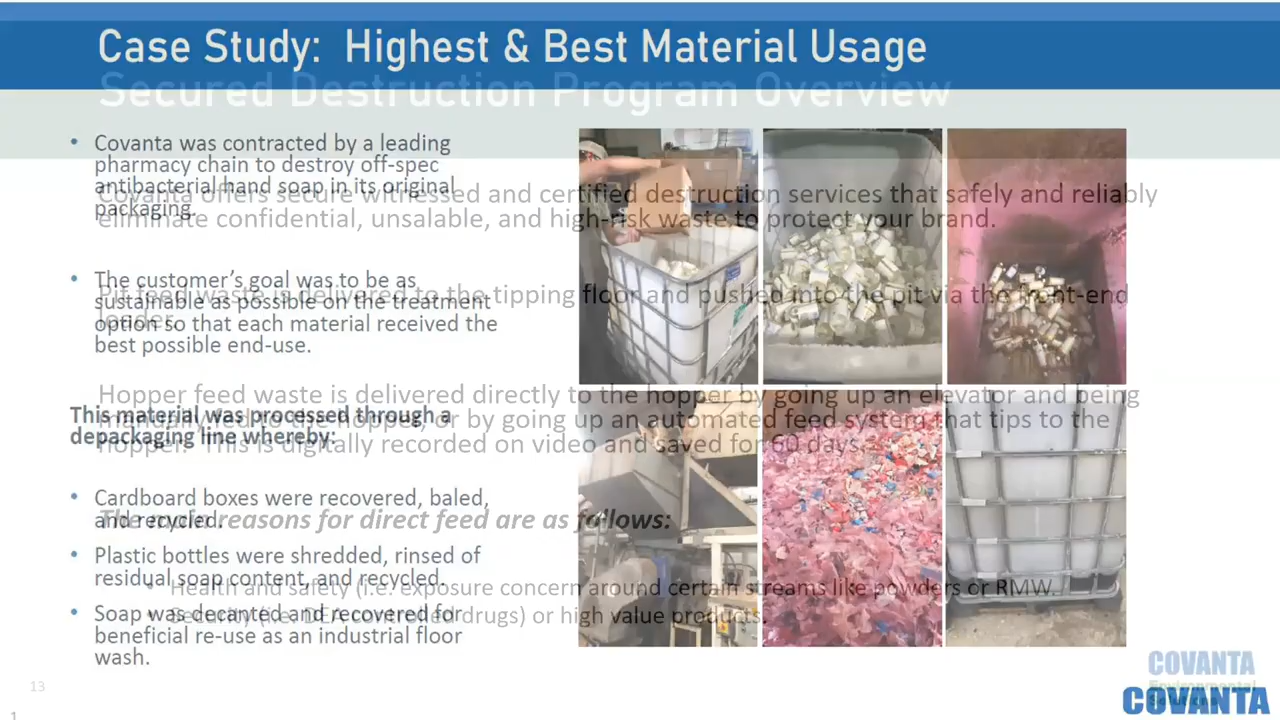 Case Study: Highest & Best Material Usage
Secured Destruction Program Overview
• Covanta was contracted by a leading
pharmacy chain to destroy off-spec
antibacterial hand soap in its original
packaging.
• The customer's goal was to be as
sustainable as possible on the treatment
option so that each material received the
best possible end-use.
This material was processed through a
depackaging line whereby:
• Cardboard boxes were recovered, baled,
and recycled.
• Plastic bottles were shredded, rinsed of
residual soap content, and recycled.
• Soap was decanted and recovered for
beneficial re-use as an industrial floor
wash.
Covanta offers secure witnessed and certified destruction services that safely and reliably
eliminate confidential, unsalable, and high-risk waste to protect your brand.
Pit feed waste is delivered to the tipping floor and pushed into the pit via the front-end
loader.
Hopper feed waste is delivered directly to the hopper by going up an elevator and being
manually fed to the hopper, or by going up an automated feed system that tips to the
hopper. This is digitally recorded on video and saved for 60 days.
The main reasons for direct feed are as follows:
• Health and safety (i.e. exposure concern around certain streams like powders or RMW.
• Security (i.e. DEA controlled drugs) or high value products.
13
1
COVANTA
Environmental
Solutions
COVANTA